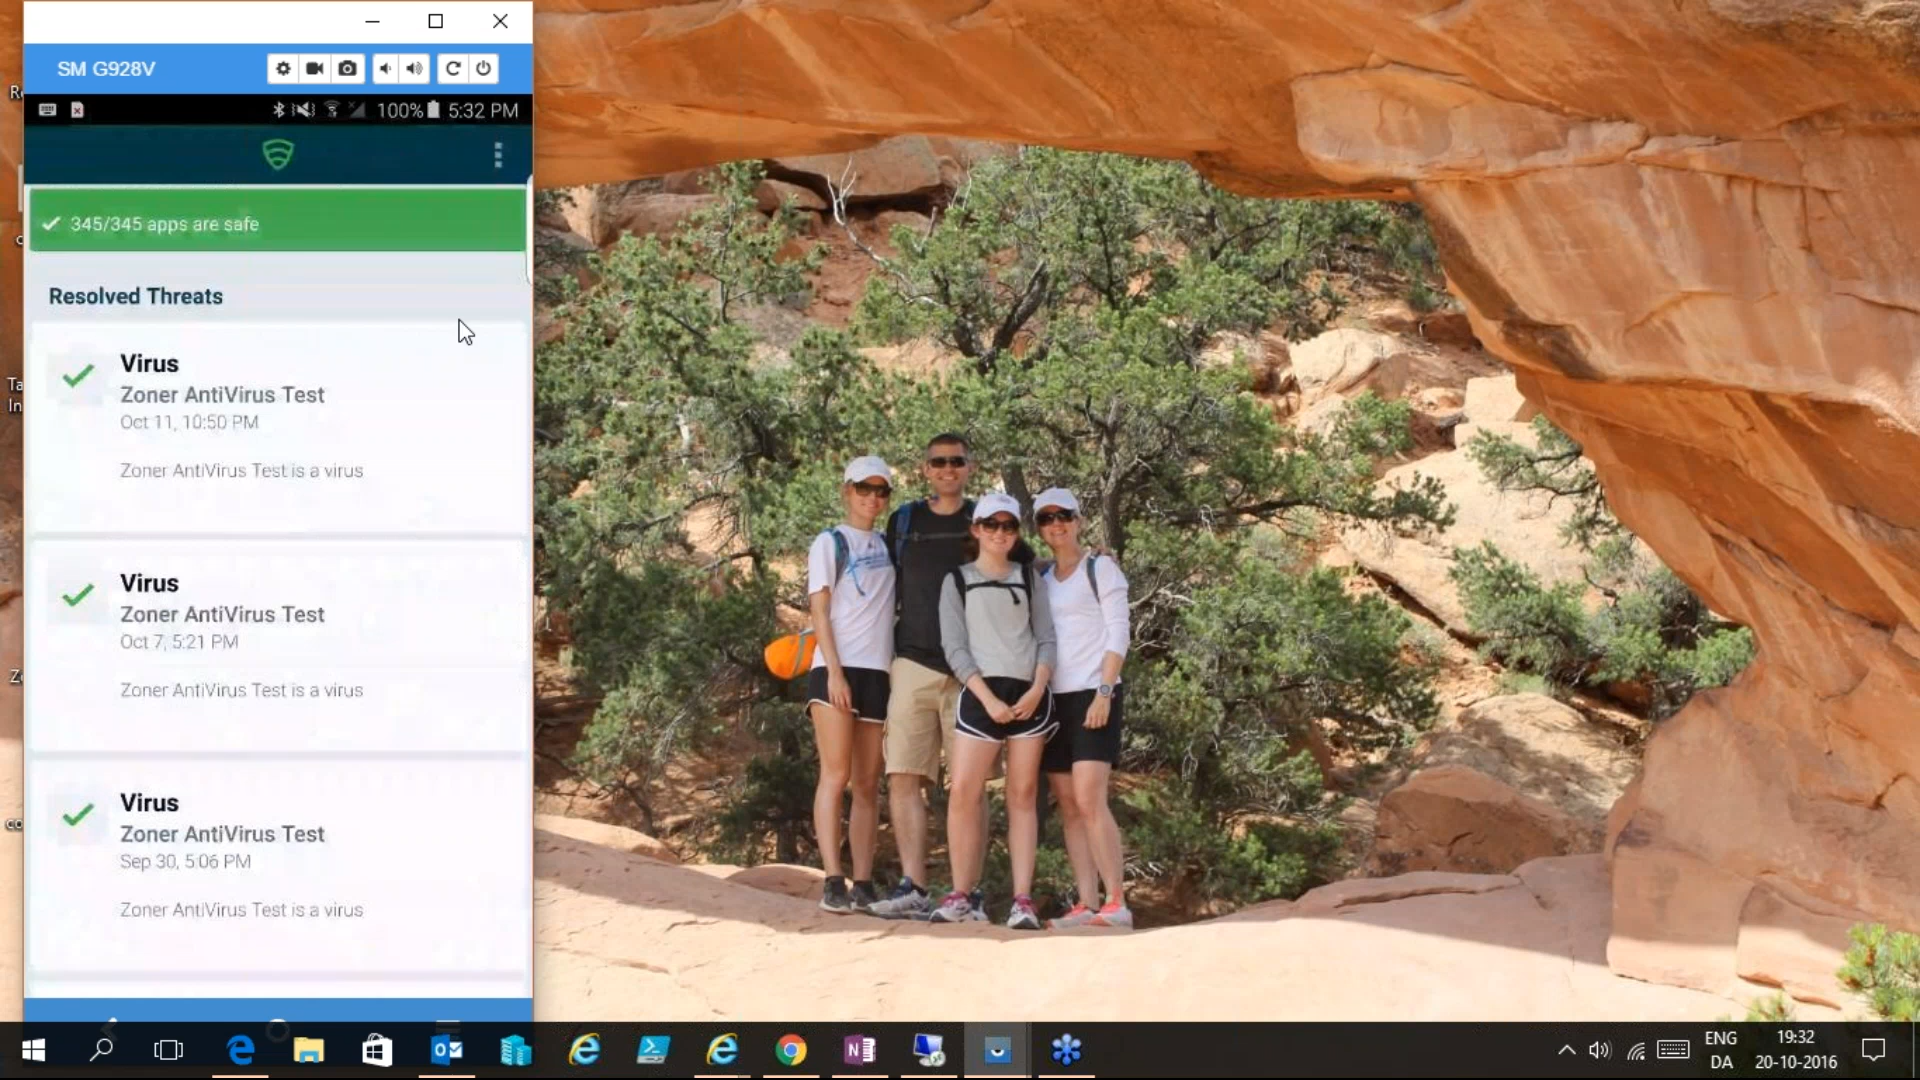 SM G928V
100% 5:32 PM
345/345 apps are safe
Resolved Threats
Virus
Zoner AntiVirus Test
Oct 11, 10:50 PM
Zoner AntiVirus Test is a virus
Virus
Zoner AntiVirus Test
Oct 7, 5:21 PM
Zoner AntiVirus Test is a virus
Virus
Zoner AntiVirus Test
Sep 30, 5:06 PM
Zoner AntiVirus Test is a virus
ENG
DA
19:32
20-10-2016